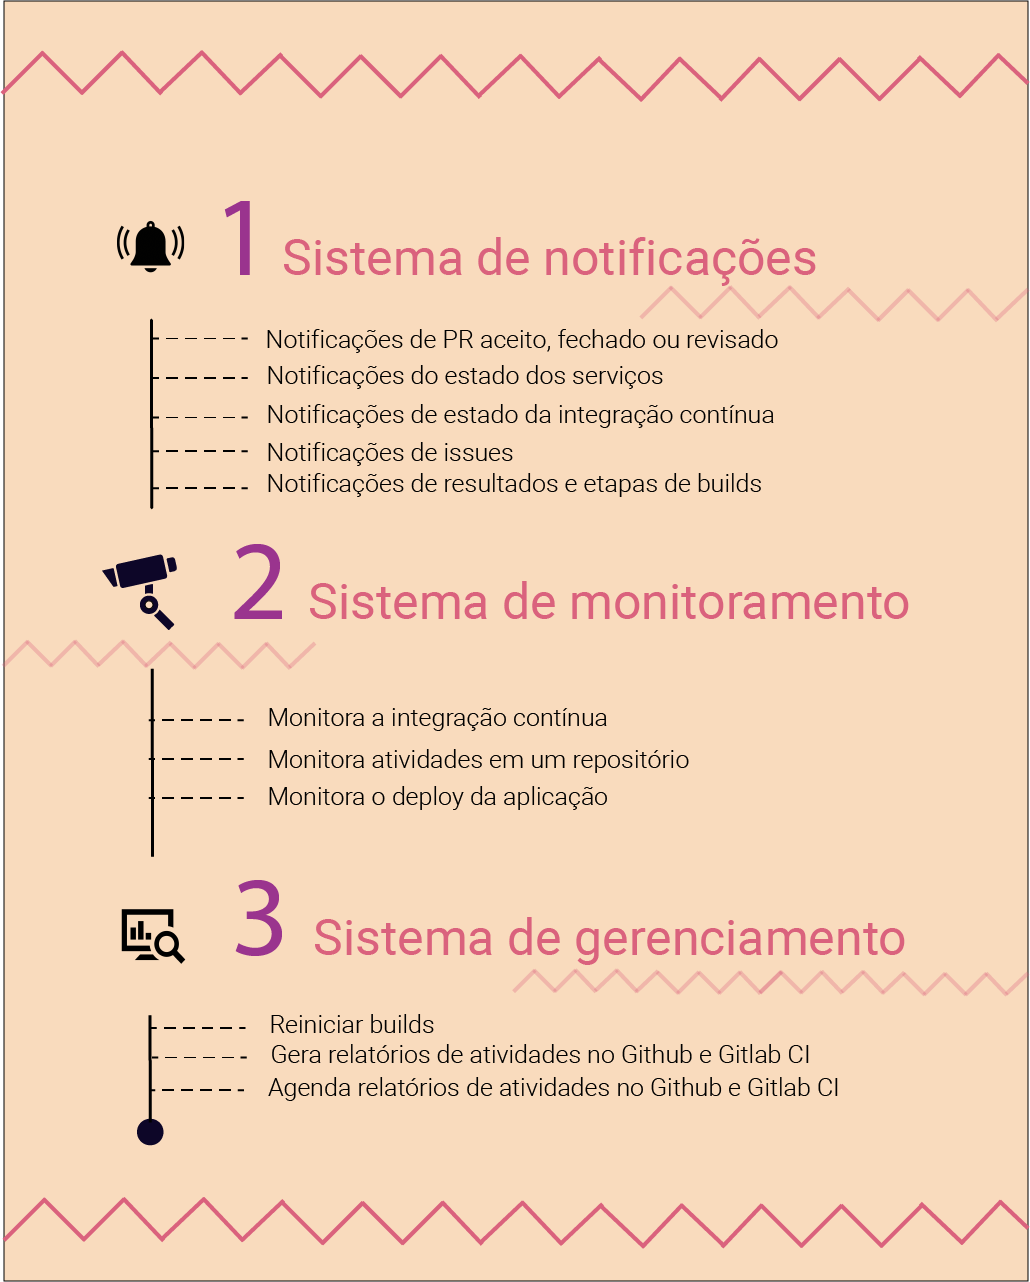 1 Sistema de notificações
Notificações de PR aceito, fechado ou revisado
Notificações do estado dos serviços
Notificações de estado da integração contínua
Notificações de issues
Notificações de resultados e etapas de builds
2 Sistema de monitoramento
Monitora a integração contínua
Monitora atividades em um repositório
Monitora o deploy da aplicação
3 Sistema de gerenciamento
Reiniciar builds
Gera relatórios de atividades no Github e Gitlab CI
Agenda relatórios de atividades no Github e Gitlab CI